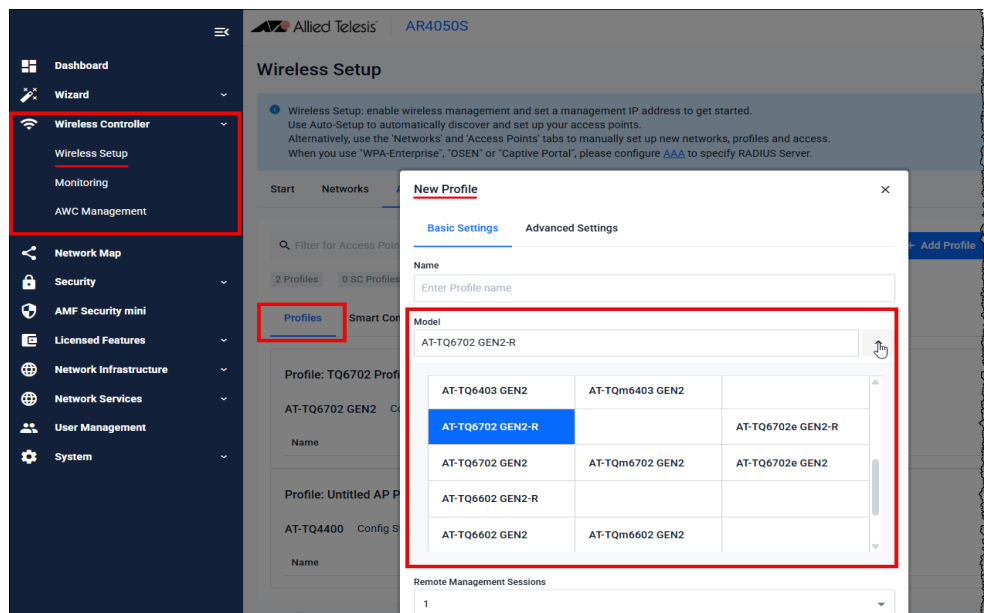 Allied Telesis AR4050S
Dashboard
Wizard
Wireless Controller
Wireless Setup
Monitoring
AWC Management
Network Map
Security
AMF Security mini
Licensed Features
Network Infrastructure
Network Services
User Management
System
Wireless Setup
Wireless Setup: enable wireless management and set a management IP address to get started.
Use Auto-Setup to automatically discover and set up your access points.
Alternatively, use the 'Networks' and 'Access Points' tabs to manually set up new networks, profiles and access.
When you use "WPA-Enterprise", "OSEN" or "Captive Portal", please configure AAA to specify RADIUS Server.
Start Networks
Filter for Access Poin
+ Add Profile
2 Profiles 0 SC Profiles
Profiles Smart Con
Profile: TQ6702 Profi
AT-TQ6702 GEN2 Co
Name
Profile: Untitled AP P
AT-TQ4400 Config S
Name
New Profile
Basic Settings Advanced Settings
Name
Enter Profile name
Model
AT-TQ6702 GEN2-R
AT-TQ6403 GEN2 AT-TQm6403 GEN2
AT-TQ6702 GEN2-R AT-TQ6702e GEN2-R
AT-TQ6702 GEN2 AT-TQm6702 GEN2 AT-TQ6702e GEN2
AT-TQ6602 GEN2-R
AT-TQ6602 GEN2 AT-TQm6602 GEN2
Remote Management Sessions
1